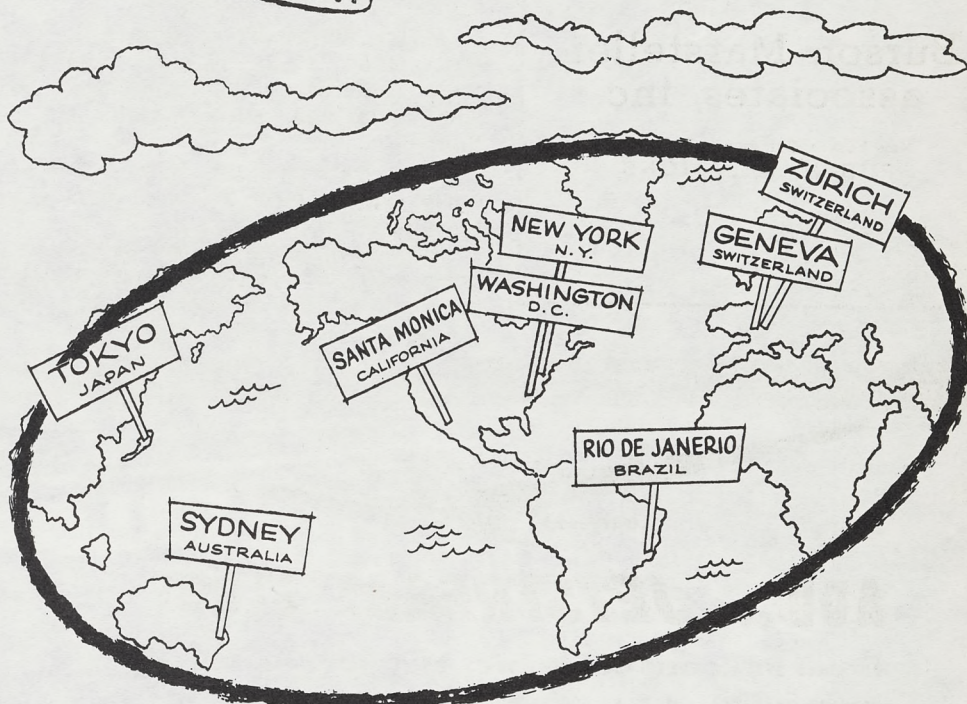 ZURICH
SWITZERLAND
NEW YORK
N.Y.
GENEVA
SWITZERLAND
WASHINGTON
D.C.
SANTA MONICA
CALIFORNIA
TOKYO
JAPAN
RIO DE JANERIO
BRAZIL
SYDNEY
AUSTRALIA